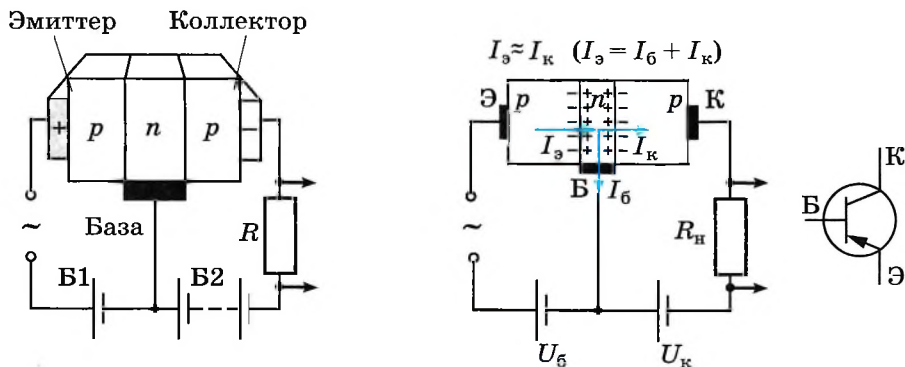 Эмиттер Коллектор
+ p n p −
~
База
R
Б1 Б2
Iэ ≈ Iк (Iэ = Iб + Iк)
Э p n p К
Iэ Iк
Б Iб
~
Rн
Uб Uк
К
Б
Э